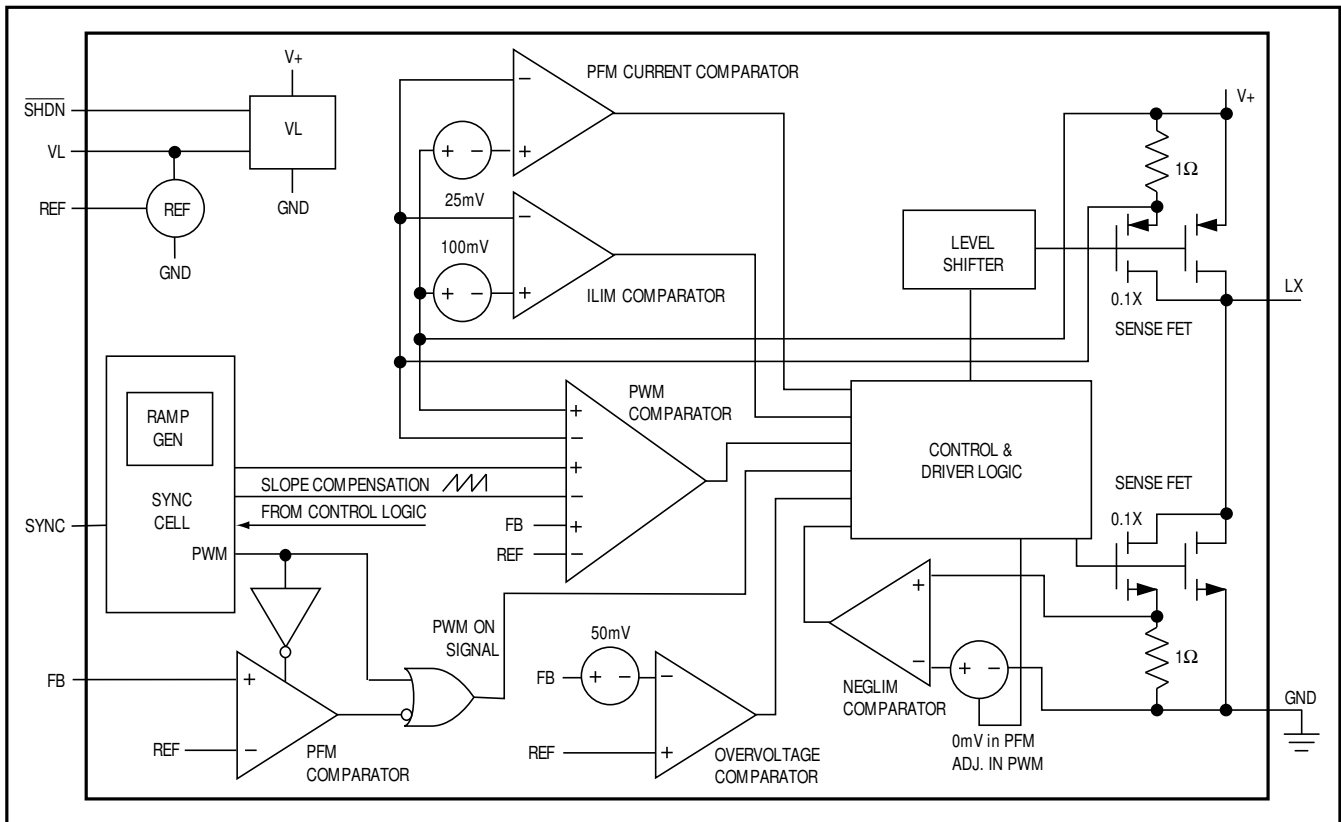 V+
SHDN
VL
VL
REF
REF
GND
GND
PFM CURRENT COMPARATOR
−
+ −
+
25mV
−
100mV
+ −
+
ILIM COMPARATOR
LEVEL
SHIFTER
V+
1Ω
0.1X
SENSE FET
LX
RAMP
GEN
SYNC
CELL
SYNC
PWM
SLOPE COMPENSATION
FROM CONTROL LOGIC
PWM
COMPARATOR
+
−
+
−
FB
+
REF
−
CONTROL &
DRIVER LOGIC
SENSE FET
0.1X
1Ω
GND
FB
+
REF
−
PFM
COMPARATOR
PWM ON
SIGNAL
50mV
FB
+ −
−
REF
+
OVERVOLTAGE
COMPARATOR
+
−
+ −
NEGLIM
COMPARATOR
0mV in PFM
ADJ. IN PWM